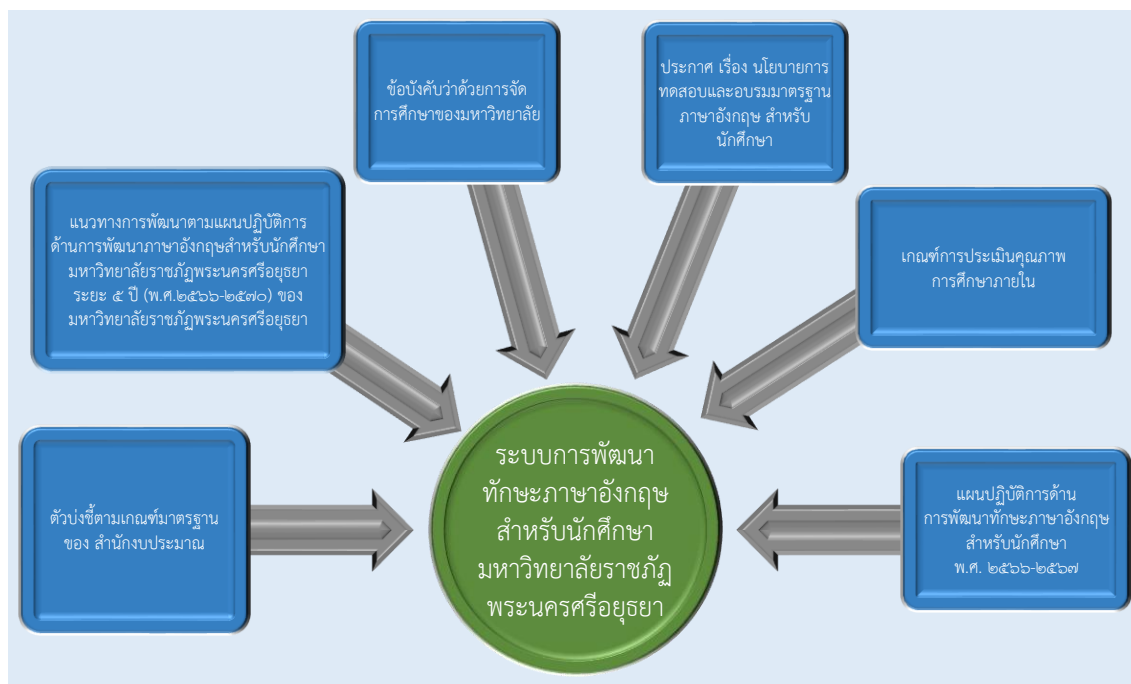 ข้อบังคับว่าด้วยการจัด
การศึกษาของมหาวิทยาลัย
ประกาศ เรื่อง นโยบายการ
ทดสอบและอบรมมาตรฐาน
ภาษาอังกฤษ สำหรับ
นักศึกษา
แนวทางการพัฒนาตามแผนปฏิบัติการ
ด้านการพัฒนาภาษาอังกฤษสำหรับนักศึกษา
มหาวิทยาลัยราชภัฏพระนครศรีอยุธยา
ระยะ ๕ ปี (พ.ศ.๒๕๖๖-๒๕๗๐) ของ
มหาวิทยาลัยราชภัฏพระนครศรีอยุธยา
เกณฑ์การประเมินคุณภาพ
การศึกษาภายใน
ตัวบ่งชี้ตามเกณฑ์มาตรฐาน
ของ สำนักงบประมาณ
ระบบการพัฒนา
ทักษะภาษาอังกฤษ
สำหรับนักศึกษา
มหาวิทยาลัยราชภัฏ
พระนครศรีอยุธยา
แผนปฏิบัติการด้าน
การพัฒนาทักษะภาษาอังกฤษ
สำหรับนักศึกษา
พ.ศ. ๒๕๖๖-๒๕๖๗